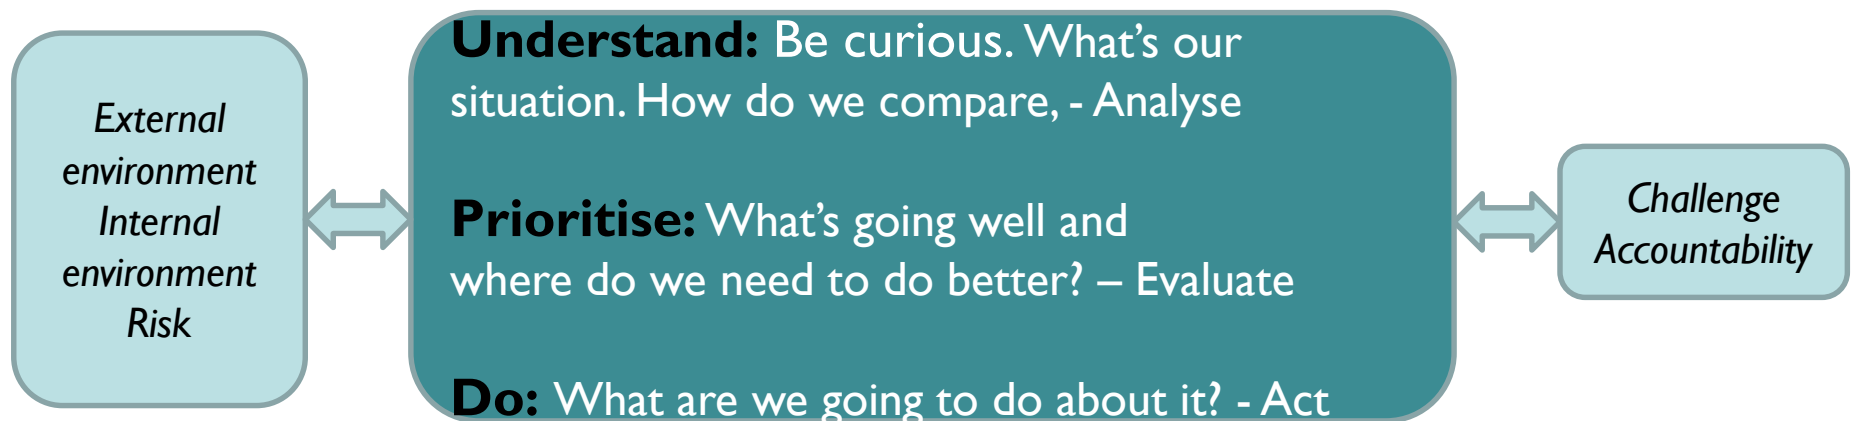 External
environment
Internal
environment
Risk
Understand: Be curious. What’s our
situation. How do we compare, - Analyse
Prioritise: What’s going well and
where do we need to do better? – Evaluate
Do: What are we going to do about it? - Act
Challenge
Accountability